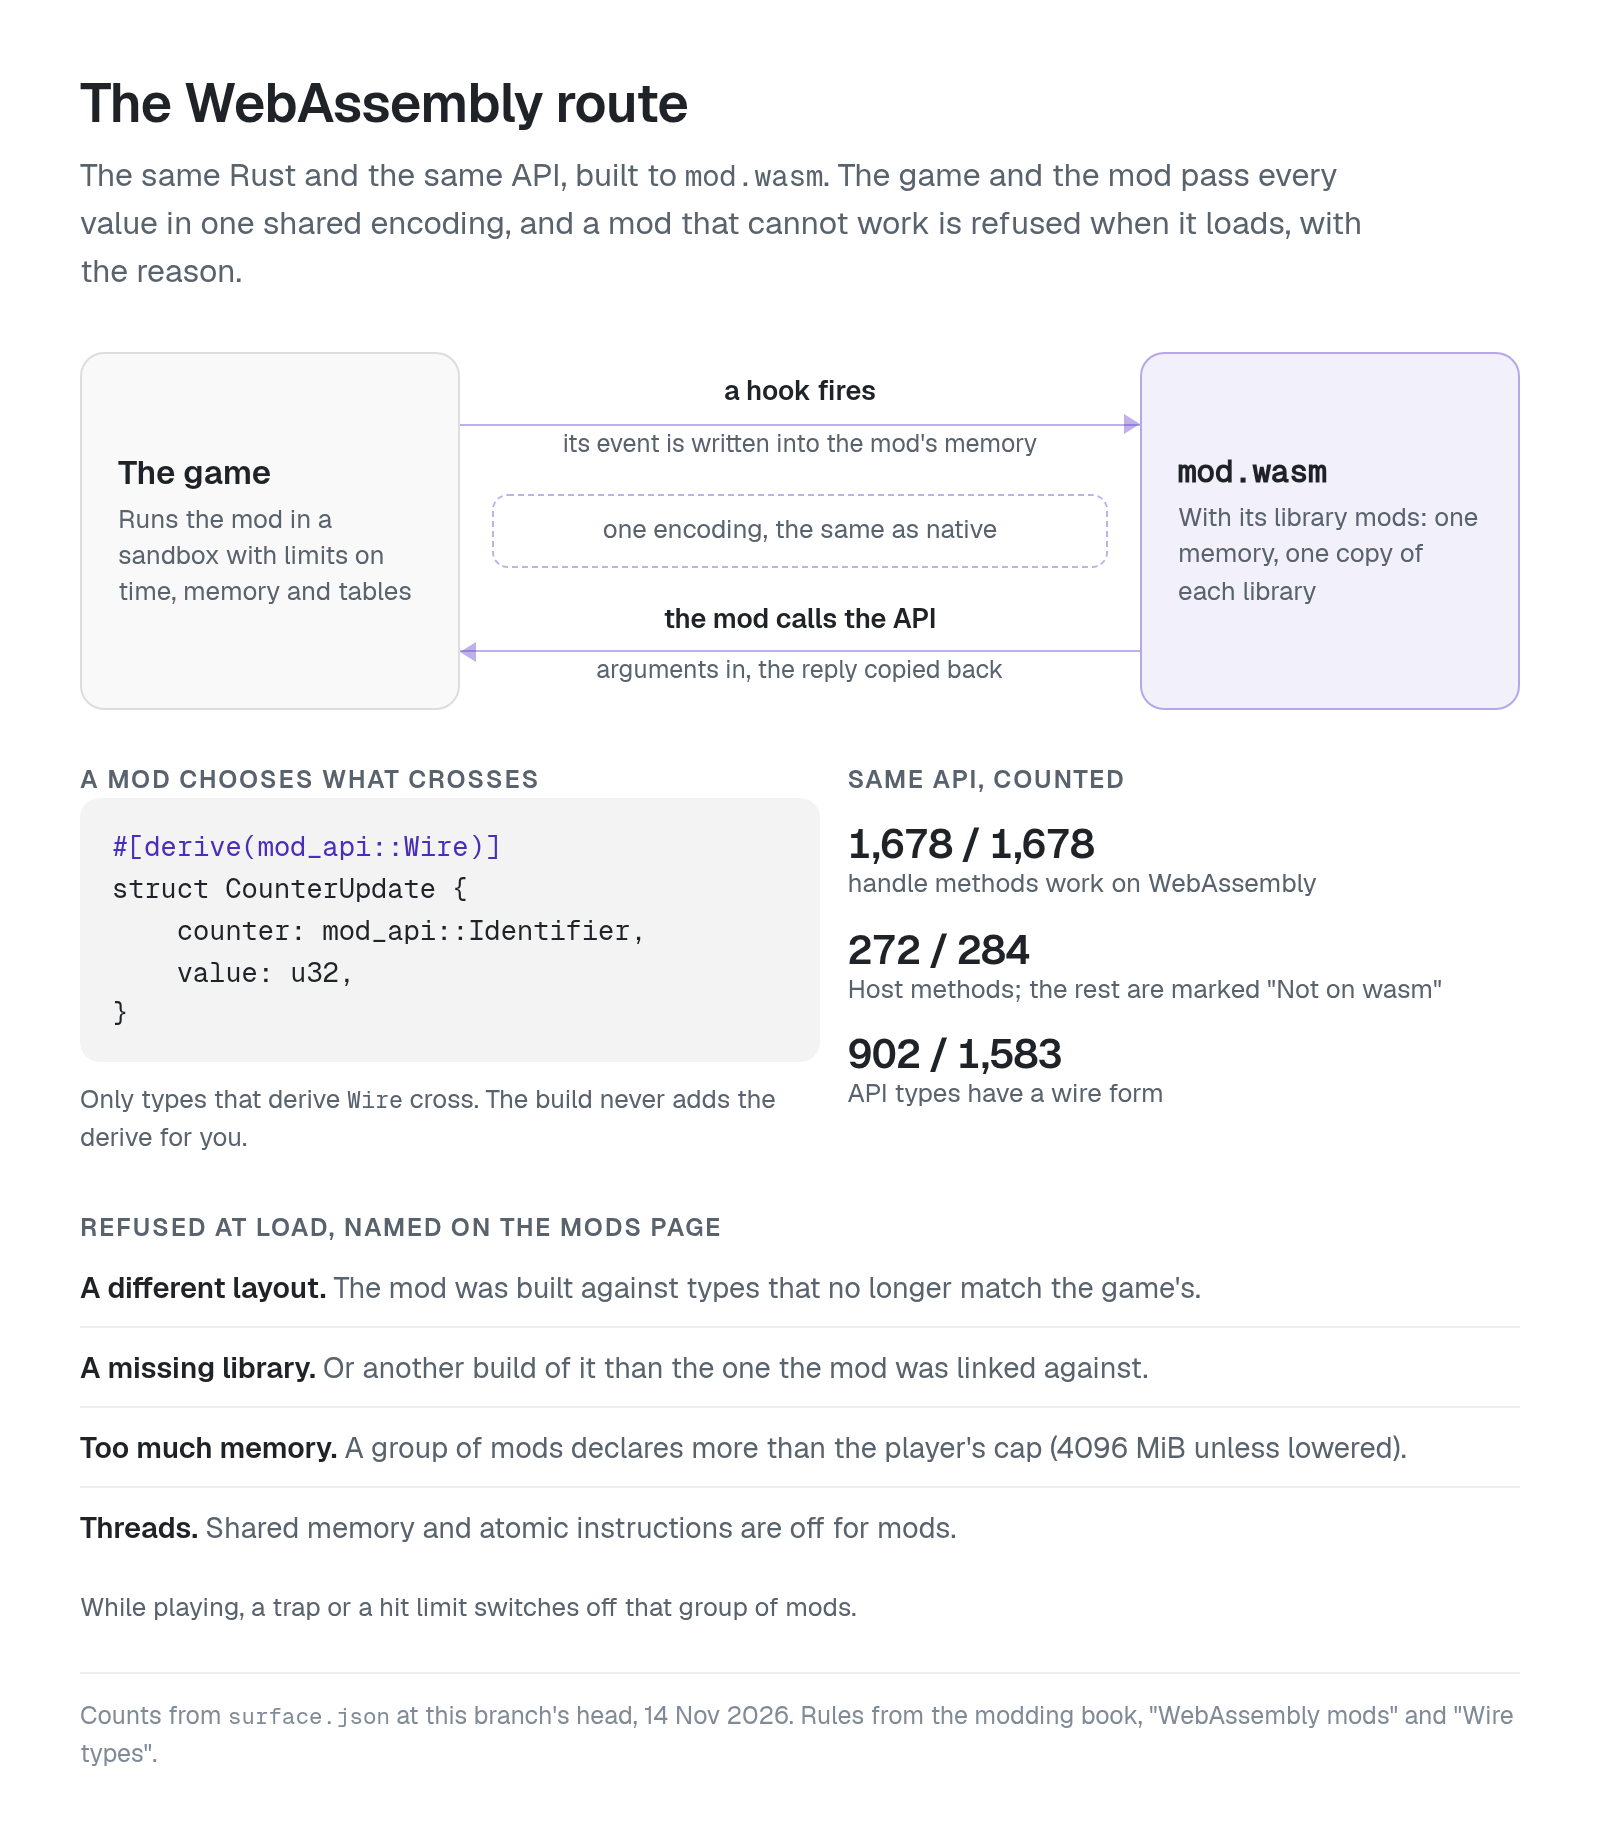 The WebAssembly route
The same Rust and the same API, built to mod.wasm. The game and the mod pass every
value in one shared encoding, and a mod that cannot work is refused when it loads, with
the reason.
The game
Runs the mod in a
sandbox with limits on
time, memory and tables
a hook fires
its event is written into the mod's memory
one encoding, the same as native
the mod calls the API
arguments in, the reply copied back
mod.wasm
With its library mods: one
memory, one copy of
each library
A MOD CHOOSES WHAT CROSSES
#[derive(mod_api::Wire)]
struct CounterUpdate {
    counter: mod_api::Identifier,
    value: u32,
}
Only types that derive Wire cross. The build never adds the
derive for you.
SAME API, COUNTED
1,678 / 1,678
handle methods work on WebAssembly
272 / 284
Host methods; the rest are marked "Not on wasm"
902 / 1,583
API types have a wire form
REFUSED AT LOAD, NAMED ON THE MODS PAGE
A different layout. The mod was built against types that no longer match the game's.
A missing library. Or another build of it than the one the mod was linked against.
Too much memory. A group of mods declares more than the player's cap (4096 MiB unless lowered).
Threads. Shared memory and atomic instructions are off for mods.
While playing, a trap or a hit limit switches off that group of mods.
Counts from surface.json at this branch's head, 14 Nov 2026. Rules from the modding book, "WebAssembly mods" and "Wire
types".